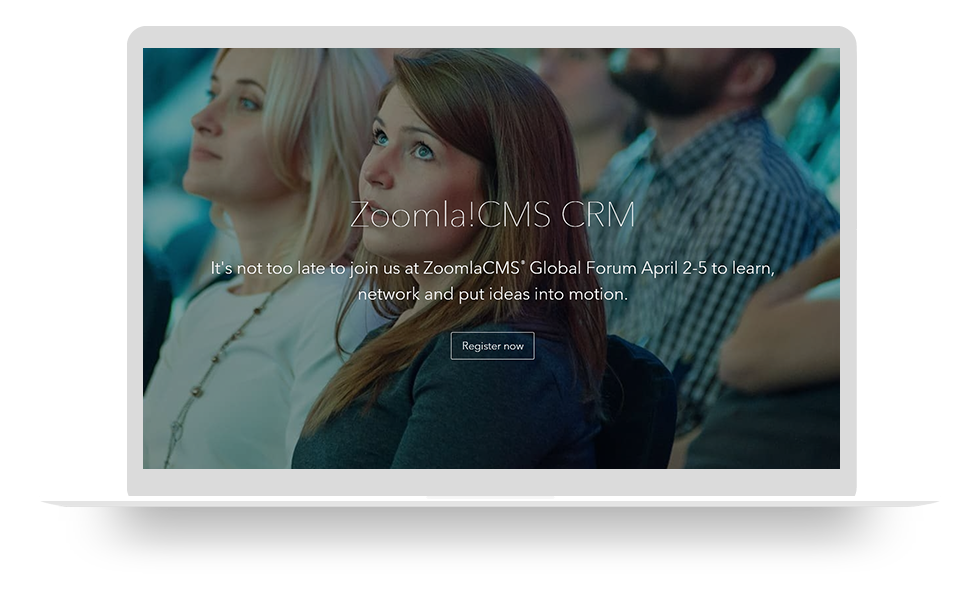 Zoomla!CMS CRM
It's not too late to join us at ZoomlaCMS® Global Forum April 2-5 to learn,
network and put ideas into motion.
Register now